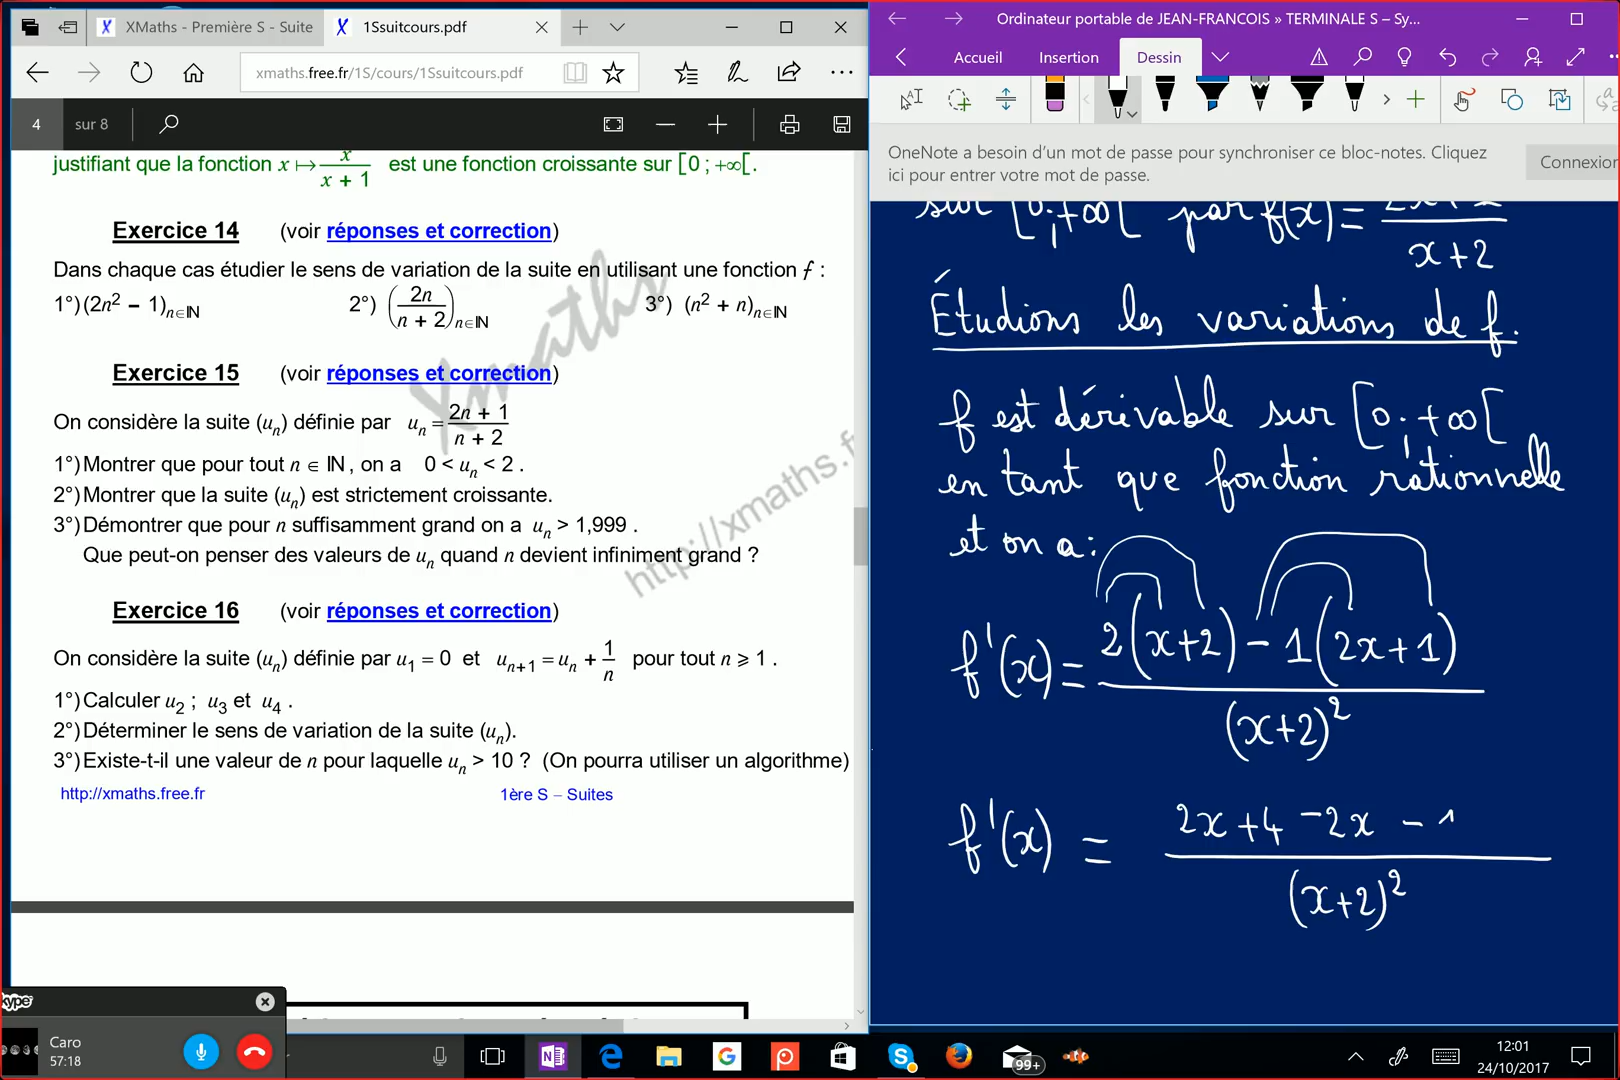 XMaths - Première S - Suite
1Ssuitcours.pdf
xmaths.free.fr/1S/cours/1Ssuitcours.pdf
4 sur 8
justifiant que la fonction x ↦ x/(x + 1) est une fonction croissante sur [0 ; +∞[.
Exercice 14 (voir réponses et correction)
Dans chaque cas étudier le sens de variation de la suite en utilisant une fonction f :
1°) (2n² − 1)n∈ℕ 2°) (2n/(n + 2))n∈ℕ 3°) (n² + n)n∈ℕ
Exercice 15 (voir réponses et correction)
On considère la suite (un) définie par un = (2n + 1)/(n + 2)
1°) Montrer que pour tout n ∈ ℕ, on a 0 < un < 2 .
2°) Montrer que la suite (un) est strictement croissante.
3°) Démontrer que pour n suffisamment grand on a un > 1,999 .
Que peut-on penser des valeurs de un quand n devient infiniment grand ?
Exercice 16 (voir réponses et correction)
On considère la suite (un) définie par u1 = 0 et un+1 = un + 1/n pour tout n ⩾ 1 .
1°) Calculer u2 ; u3 et u4 .
2°) Déterminer le sens de variation de la suite (un).
3°) Existe-t-il une valeur de n pour laquelle un > 10 ? (On pourra utiliser un algorithme)
http://xmaths.free.fr 1ère S – Suites
Xmaths
http://xmaths.f
Caro
57:18
Ordinateur portable de JEAN-FRANCOIS » TERMINALE S – Sy...
Accueil Insertion Dessin
OneNote a besoin d'un mot de passe pour synchroniser ce bloc-notes. Cliquez
ici pour entrer votre mot de passe.
Connexion
sur [0;+∞[ par f(x) = (2x+1)/(x+2)
Étudions les variations de f.
f est dérivable sur [0;+∞[
en tant que fonction rationnelle
et on a:
f'(x) = (2(x+2) − 1(2x+1))/(x+2)²
f'(x) = (2x+4 −2x − 1)/(x+2)²
99+
12:01
24/10/2017